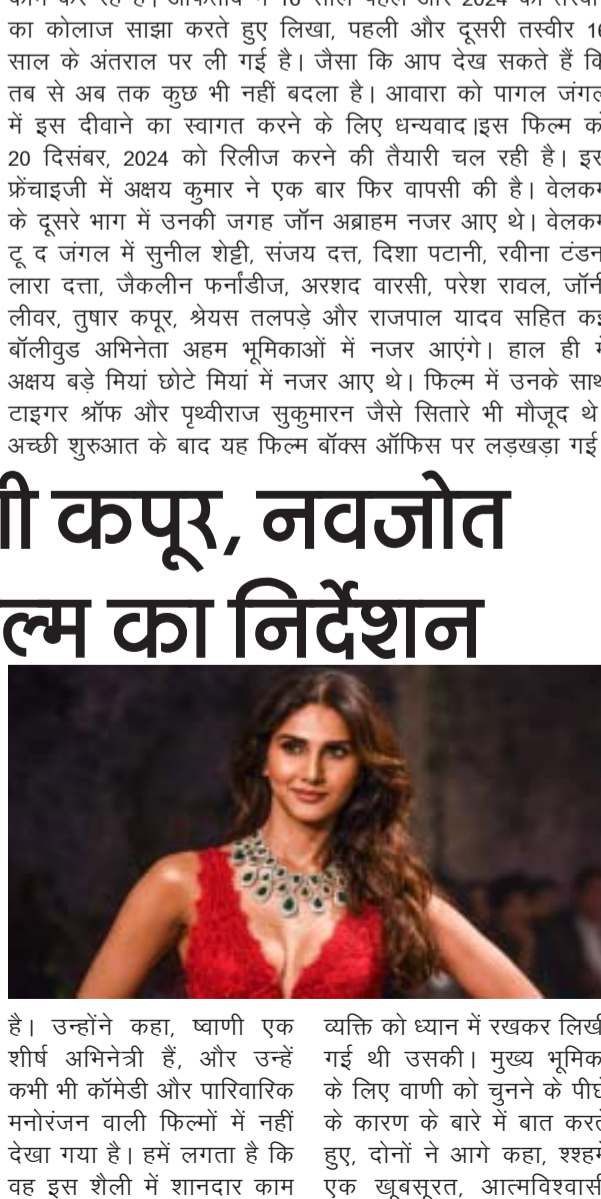 का कोलाज साझा करते हुए लिखा, पहली और दूसरी तस्वीर
साल के अंतराल पर ली गई है। जैसा कि आप देख सकते हैं
तब से अब तक कुछ भी नहीं बदला है। आवारा को पागल
में इस दीवाने का स्वागत करने के लिए धन्यवाद।इस फिल्म
20 दिसंबर, 2024 को रिलीज करने की तैयारी चल रही है।
फ्रेंचाइजी में अक्षय कुमार ने एक बार फिर वापसी की है।
के दूसरे भाग में उनकी जगह जॉन अब्राहम नजर आए थे।
टू द जंगल में सुनील शेट्टी, संजय दत्त, दिशा पटानी, रवीना टंडन
लारा दत्ता, जैकलीन फर्नांडीज, अरशद वारसी, परेश रावल,
लीवर, तुषार कपूर, श्रेयस तलपड़े और राजपाल यादव सहित
बॉलीवुड अभिनेता अहम भूमिकाओं में नजर आएंगे। हाल ही
अक्षय बड़े मियां छोटे मियां में नजर आए थे। फिल्म में उनके
टाइगर श्रॉफ और पृथ्वीराज सुकुमारन जैसे सितारे भी मौजूद थे
अच्छी शुरुआत के बाद यह फिल्म बॉक्स ऑफिस पर लड़खड़ा गई
कपूर, नवजोत
का निर्देशन
है। उन्होंने कहा, ष्वाणी एक
शीर्ष अभिनेत्री हैं, और उन्हें
कभी भी कॉमेडी और पारिवारिक
मनोरंजन वाली फिल्मों में नहीं
देखा गया है। हमें लगता है कि
वह इस शैली में शानदार काम
व्यक्ति को ध्यान में रखकर
गई थी उसकी। मुख्य
के लिए वाणी को चुनने के
के कारण के बारे में बात
हुए, दोनों ने आगे कहा,
एक खूबसूरत,